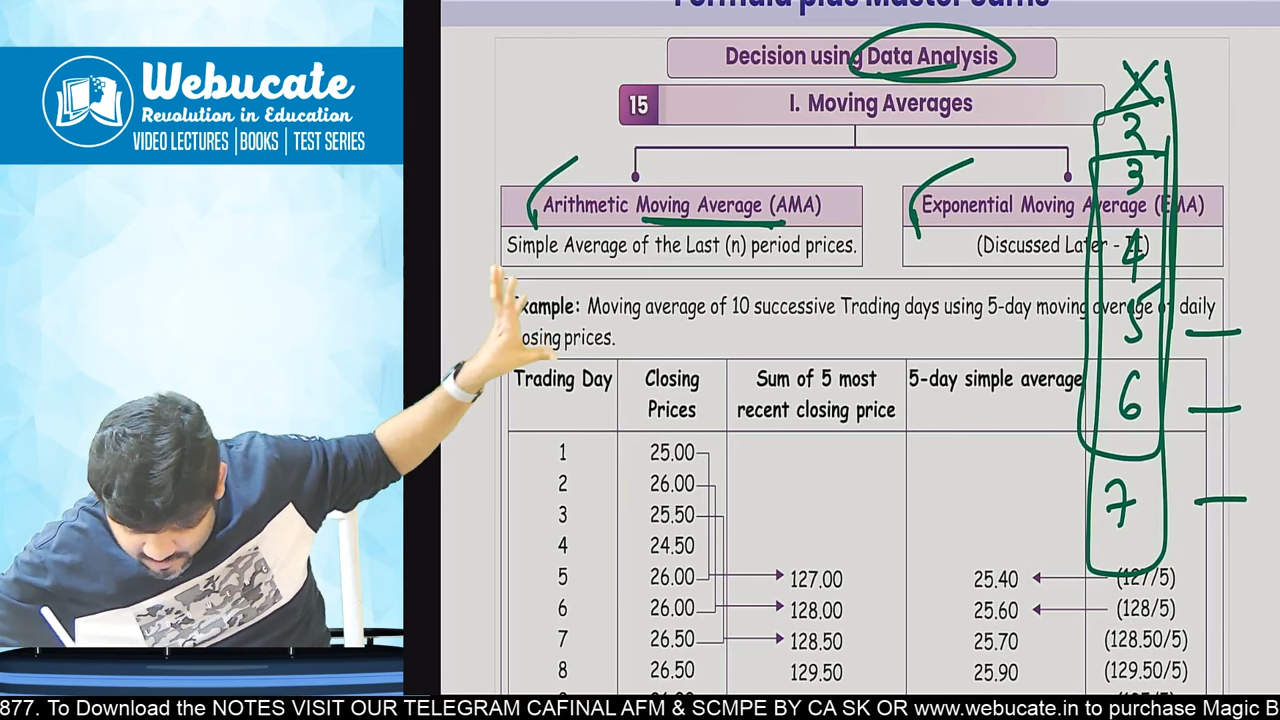 Webucate
Revolution in Education
VIDEO LECTURES | BOOKS | TEST SERIES
Formula plus Master Sums
Decision using Data Analysis
15 I. Moving Averages
Arithmetic Moving Average (AMA)
Simple Average of the Last (n) period prices.
Exponential Moving Average (EMA)
(Discussed Later - II)
X
2
3
4
5
6
7
Moving average of 10 successive Trading days using 5-day moving average of daily
prices.
Trading Day Closing Prices Sum of 5 most recent closing price 5-day simple average
1 25.00
2 26.00
3 25.50
4 24.50
5 26.00 127.00 25.40 (127/5)
6 26.00 128.00 25.60 (128/5)
7 26.50 128.50 25.70 (128.50/5)
8 26.50 129.50 25.90 (129.50/5)
877. To Download the NOTES VISIT OUR TELEGRAM CAFINAL AFM & SCMPE BY CA SK OR www.webucate.in to purchase Magic B